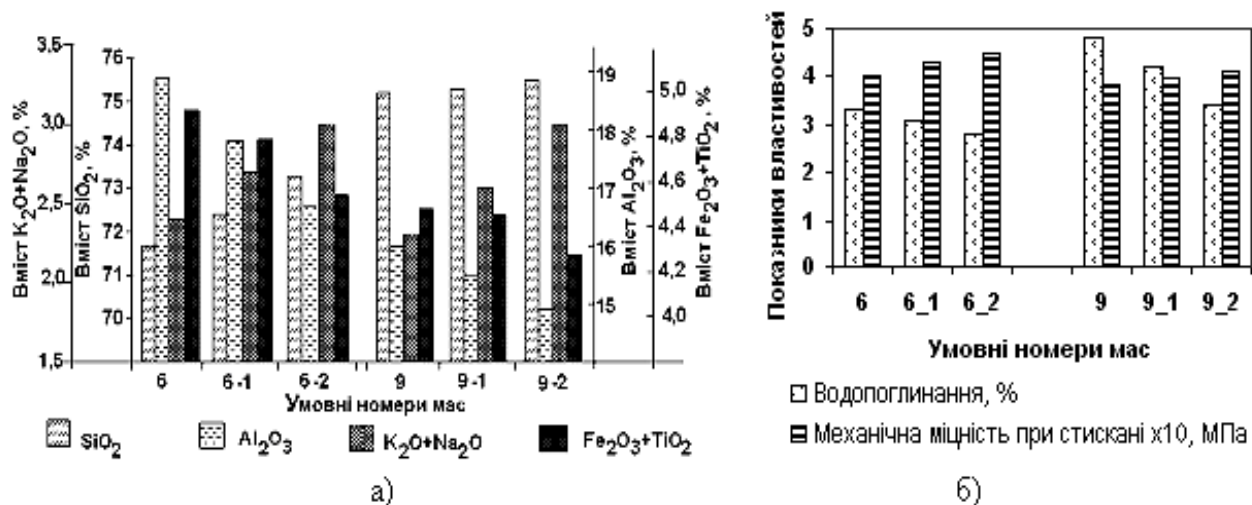 Вміст K2O+Na2O, %
3,5
3,0
2,5
2,0
1,5
Вміст SiO2, %
76
75
74
73
72
71
70
19
18
17
16
15
Вміст Al2O3, %
5,0
4,8
4,6
4,4
4,2
4,0
Вміст Fe2O3+TiO2, %
6 6-1 6-2 9 9-1 9-2
Умовні номери мас
SiO2 Al2O3 K2O+Na2O Fe2O3+TiO2
а)
Показники властивостей
5
4
3
2
1
0
6 6_1 6_2 9 9_1 9_2
Умовні номери мас
Водопоглинання, %
Механічна міцність при стискані х10, МПа
б)